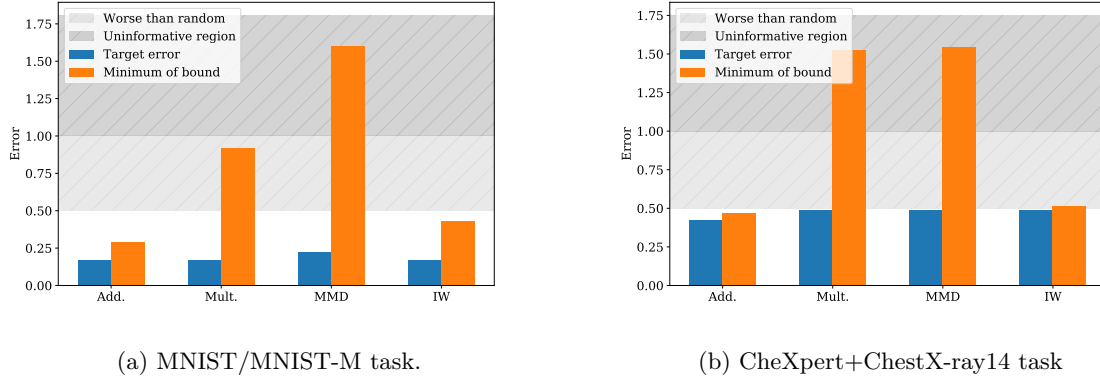 Worse than random
Uninformative region
Target error
Minimum of bound
Error
1.75
1.50
1.25
1.00
0.75
0.50
0.25
0.00
Add. Mult. MMD IW
(a) MNIST/MNIST-M task.
Worse than random
Uninformative region
Target error
Minimum of bound
Error
1.75
1.50
1.25
1.00
0.75
0.50
0.25
0.00
Add. Mult. MMD IW
(b) CheXpert+ChestX-ray14 task